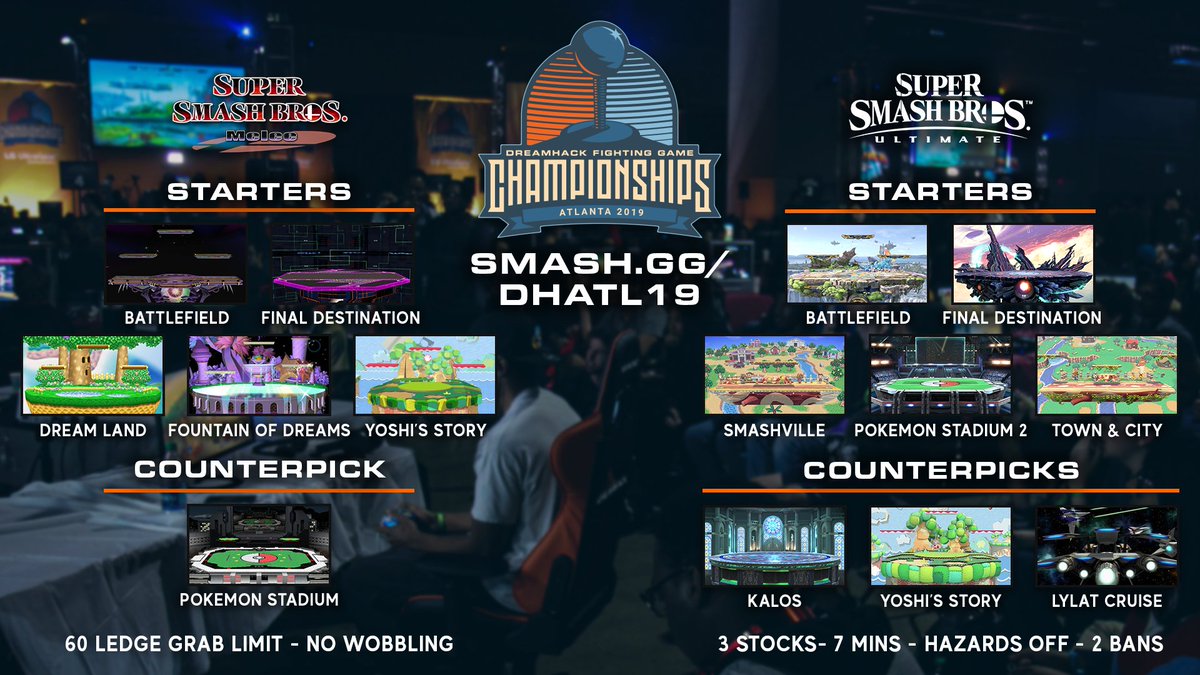 SUPER
SMASH BROS.
Melee
STARTERS
BATTLEFIELD
FINAL DESTINATION
DREAM LAND
FOUNTAIN OF DREAMS
YOSHI'S STORY
COUNTERPICK
POKEMON STADIUM
60 LEDGE GRAB LIMIT - NO WOBBLING
DREAMHACK FIGHTING GAME
CHAMPIONSHIPS
ATLANTA 2019
SMASH.GG/
DHATL19
SUPER
SMASH BROS.™
ULTIMATE
STARTERS
BATTLEFIELD
FINAL DESTINATION
SMASHVILLE
POKEMON STADIUM 2
TOWN & CITY
COUNTERPICKS
KALOS
YOSHI'S STORY
LYLAT CRUISE
3 STOCKS- 7 MINS - HAZARDS OFF - 2 BANS